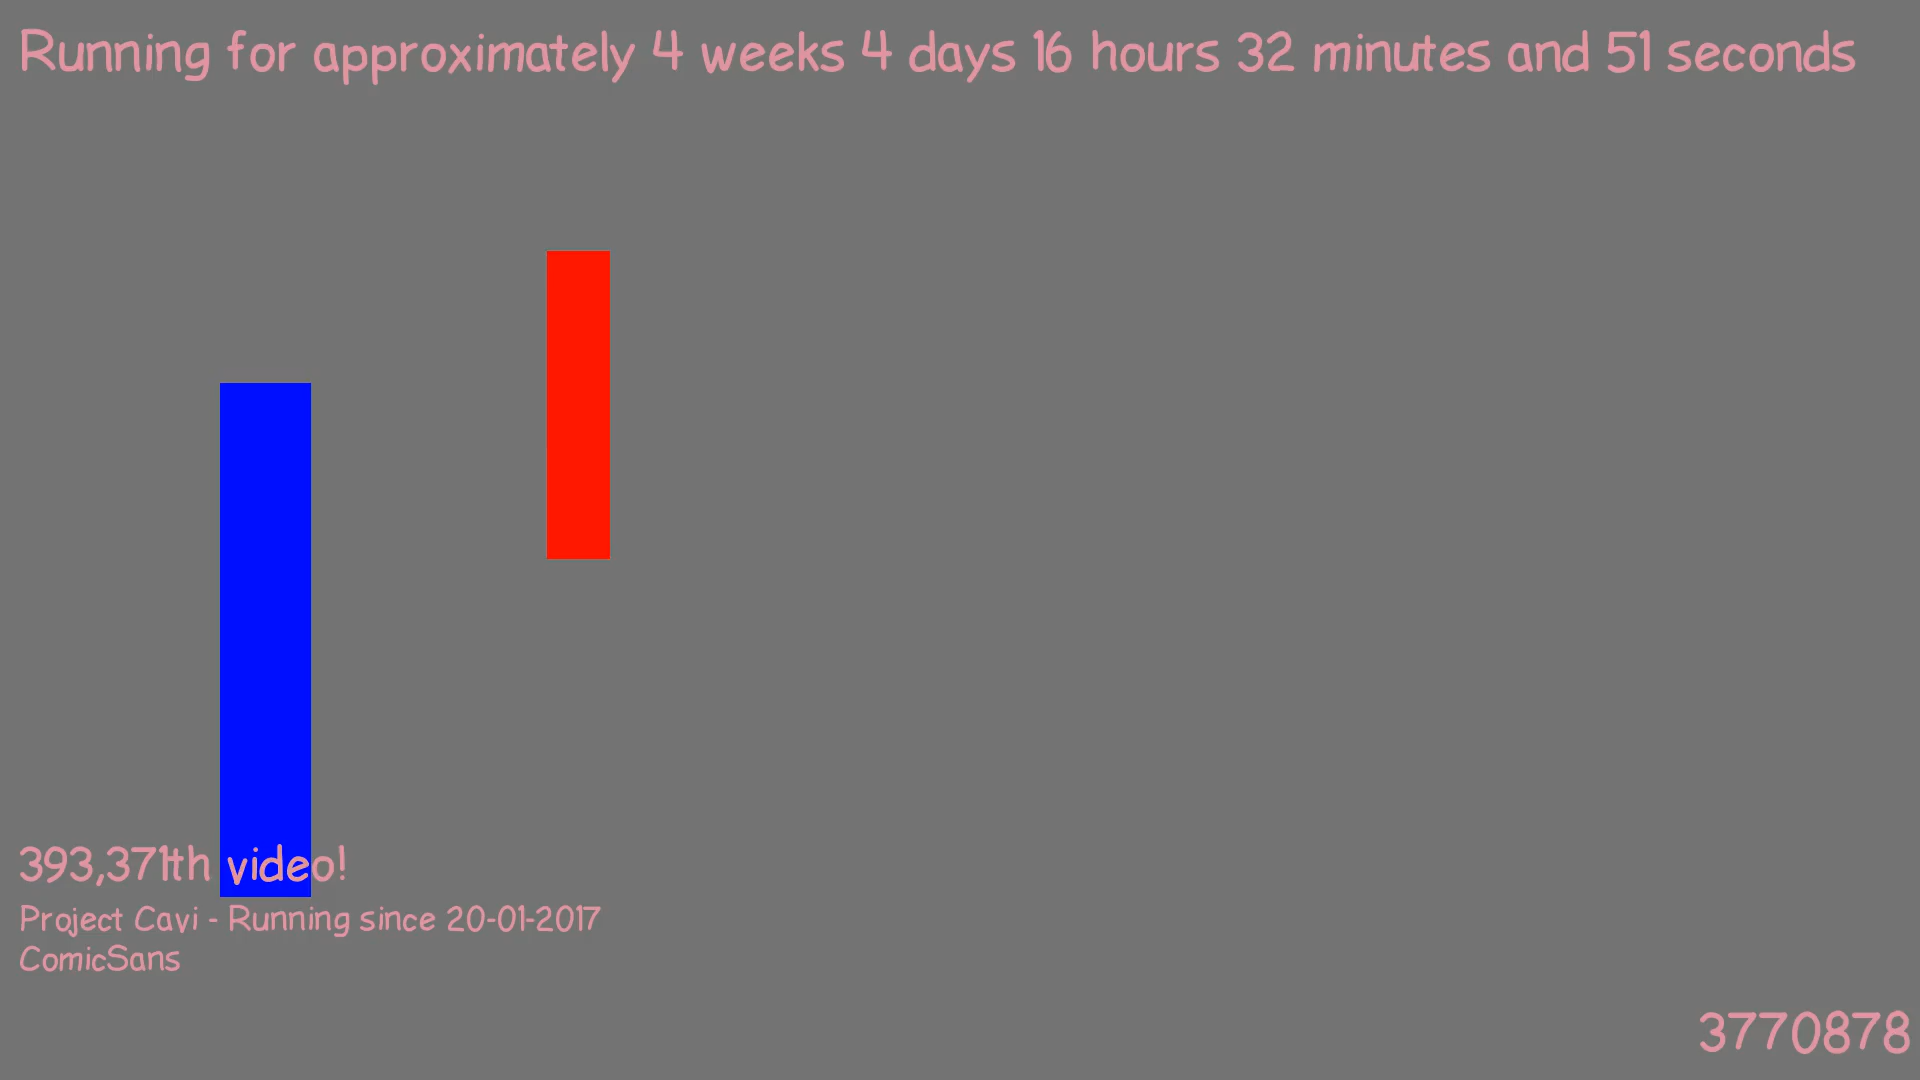 Running for approximately 4 weeks 4 days 16 hours 32 minutes and 51 seconds
393,371th video!
Project Cavi - Running since 20-01-2017
ComicSans
3770878